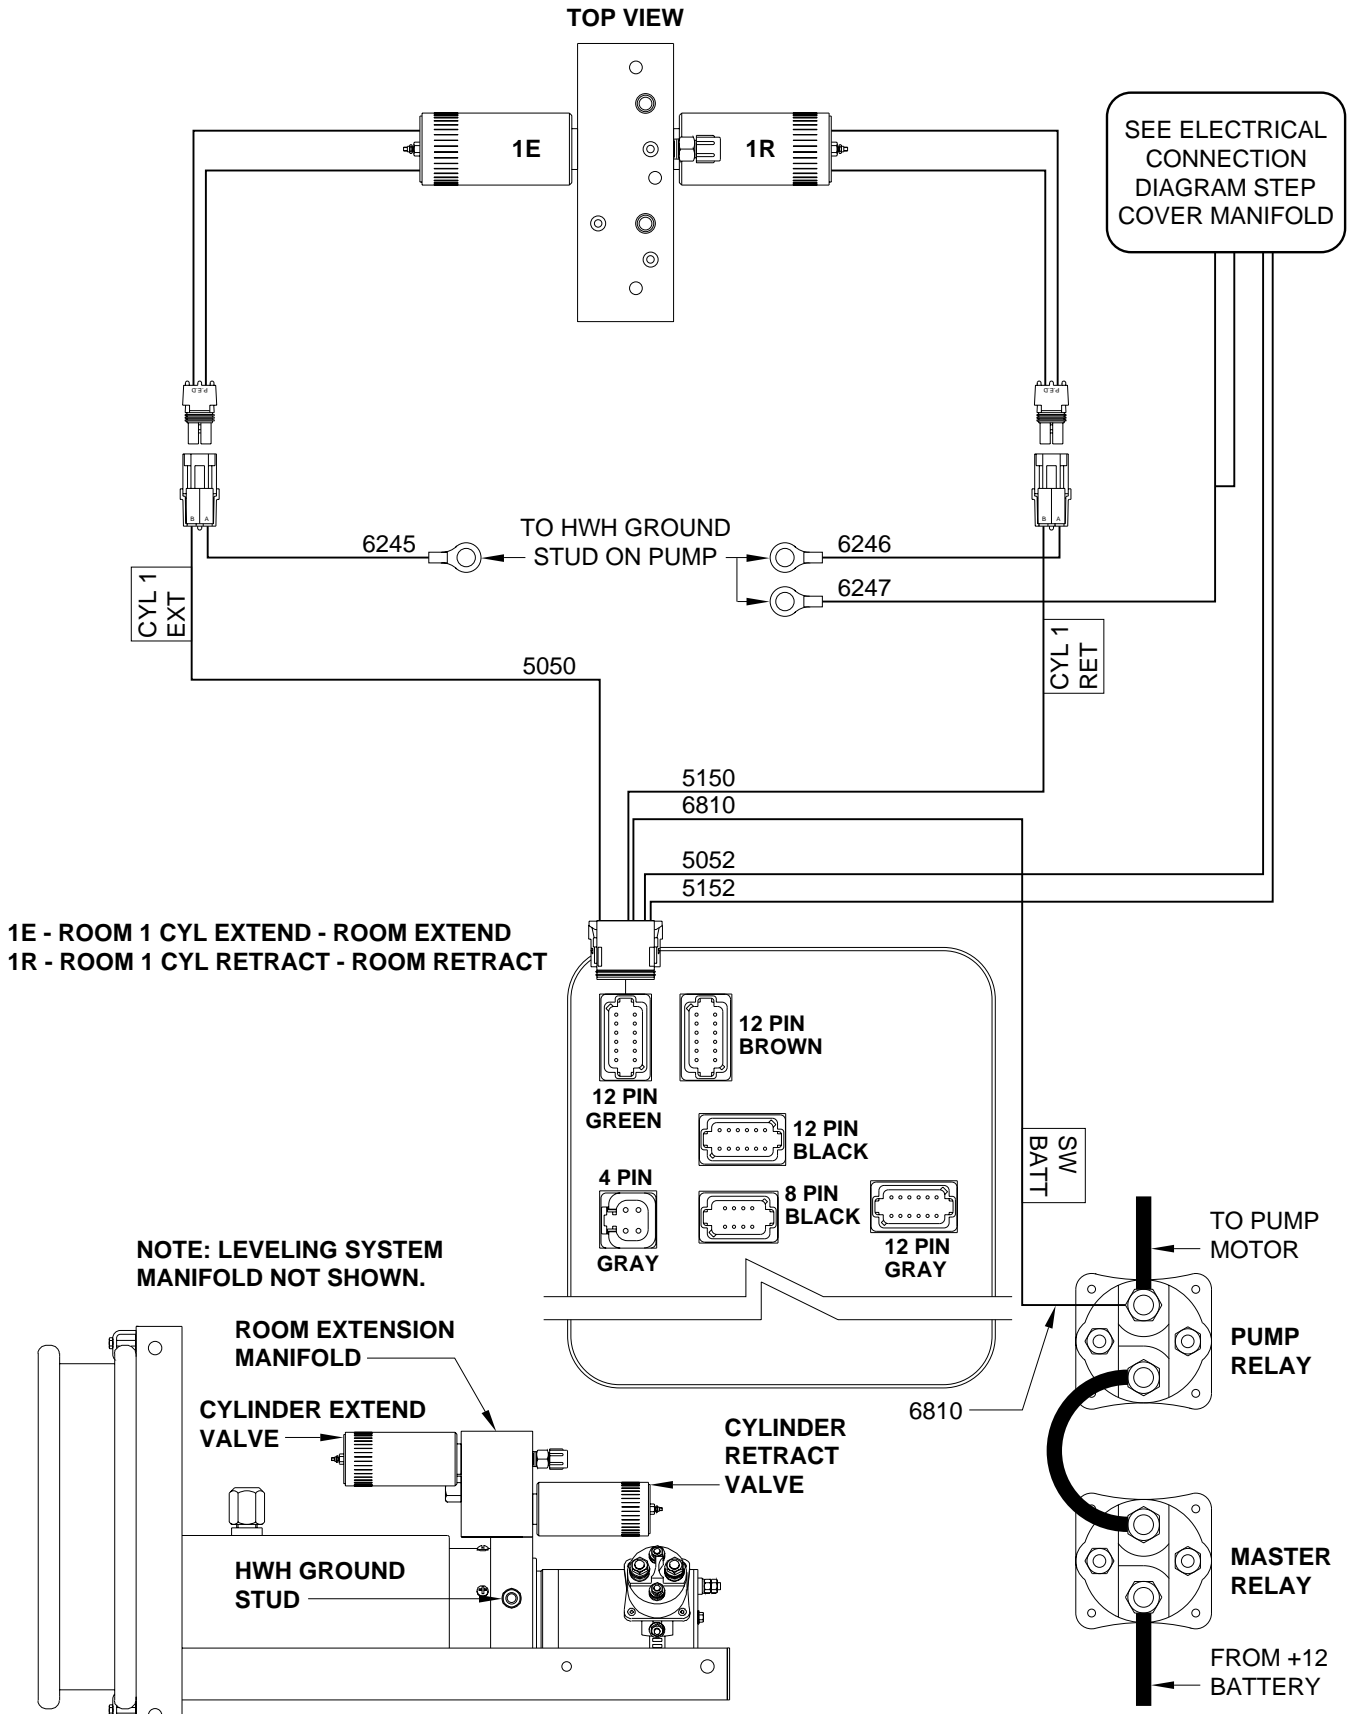 TOP VIEW
1E
1R
SEE ELECTRICAL
CONNECTION
DIAGRAM STEP
COVER MANIFOLD
P.E.D
P.E.D
B A
B A
6245
TO HWH GROUND
STUD ON PUMP
6246
6247
CYL 1
EXT
CYL 1
RET
5050
5150
6810
5052
5152
1E - ROOM 1 CYL EXTEND - ROOM EXTEND
1R - ROOM 1 CYL RETRACT - ROOM RETRACT
12 PIN
BROWN
12 PIN
GREEN
12 PIN
BLACK
4 PIN
GRAY
8 PIN
BLACK
12 PIN
GRAY
SW
BATT
TO PUMP
MOTOR
NOTE: LEVELING SYSTEM
MANIFOLD NOT SHOWN.
ROOM EXTENSION
MANIFOLD
PUMP
RELAY
CYLINDER EXTEND
VALVE
6810
CYLINDER
RETRACT
VALVE
HWH GROUND
STUD
MASTER
RELAY
FROM +12
BATTERY